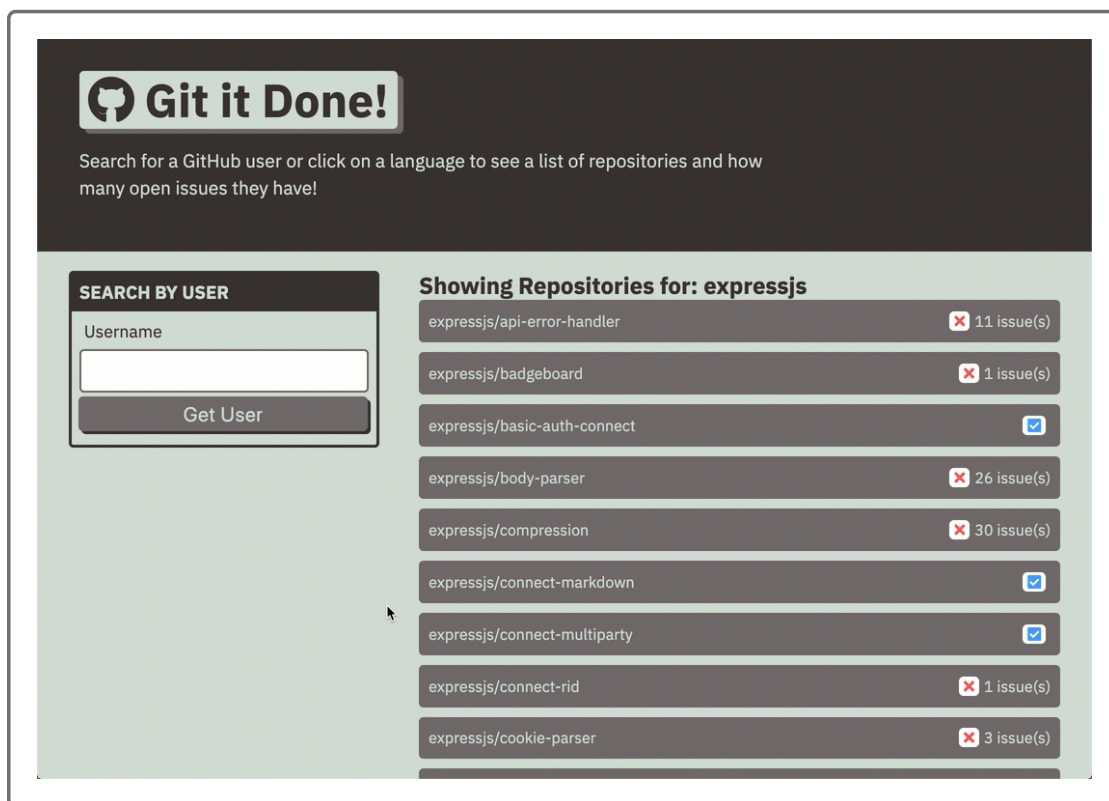 Git it Done!
Search for a GitHub user or click on a language to see a list of repositories and how
many open issues they have!
SEARCH BY USER
Username
Get User
Showing Repositories for: expressjs
expressjs/api-error-handler 11 issue(s)
expressjs/badgeboard 1 issue(s)
expressjs/basic-auth-connect
expressjs/body-parser 26 issue(s)
expressjs/compression 30 issue(s)
expressjs/connect-markdown
expressjs/connect-multiparty
expressjs/connect-rid 1 issue(s)
expressjs/cookie-parser 3 issue(s)